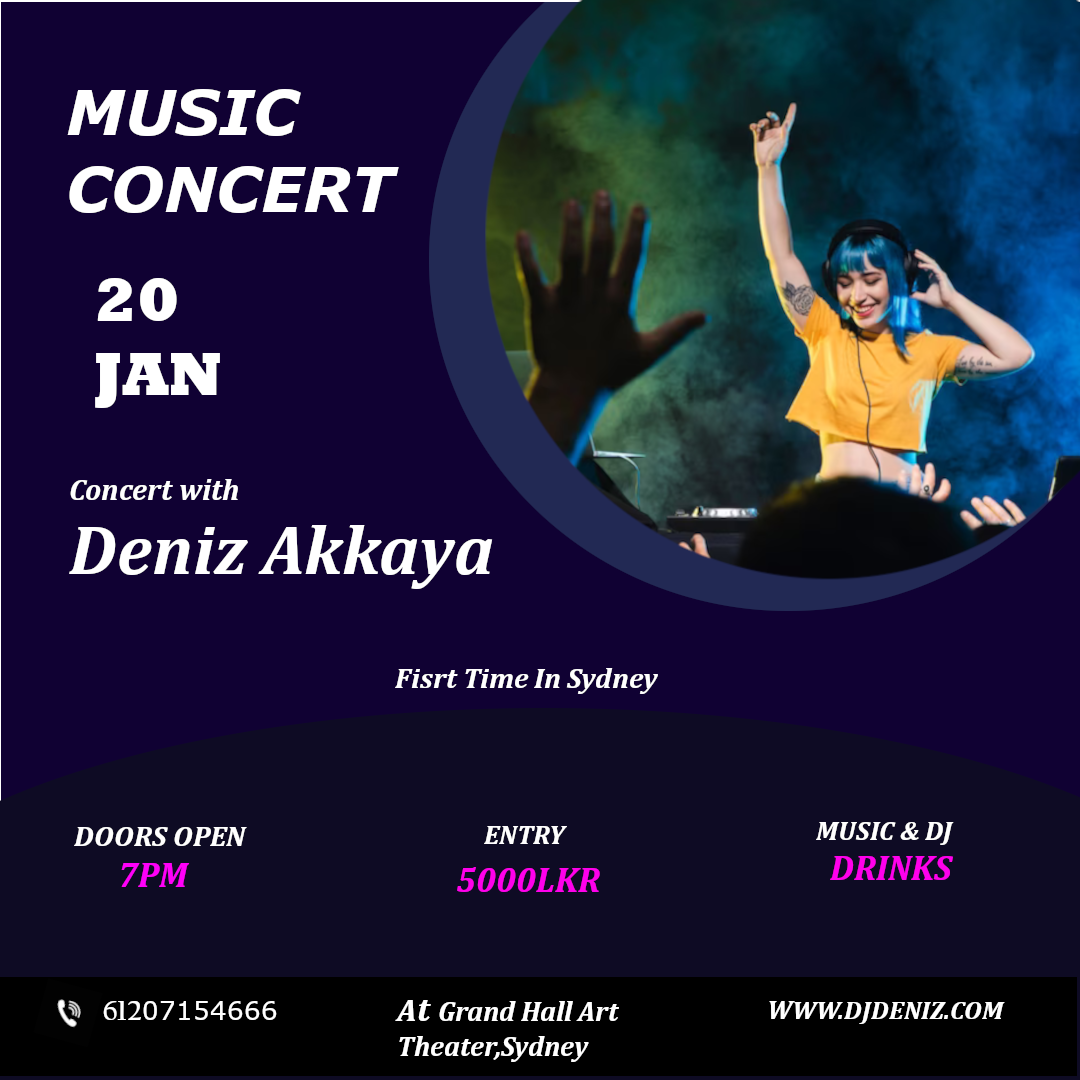 MUSIC
CONCERT
20
JAN
Concert with
Deniz Akkaya
Fisrt Time In Sydney
DOORS OPEN
7PM
ENTRY
5000LKR
MUSIC & DJ
DRINKS
61207154666
At Grand Hall Art
Theater,Sydney
WWW.DJDENIZ.COM